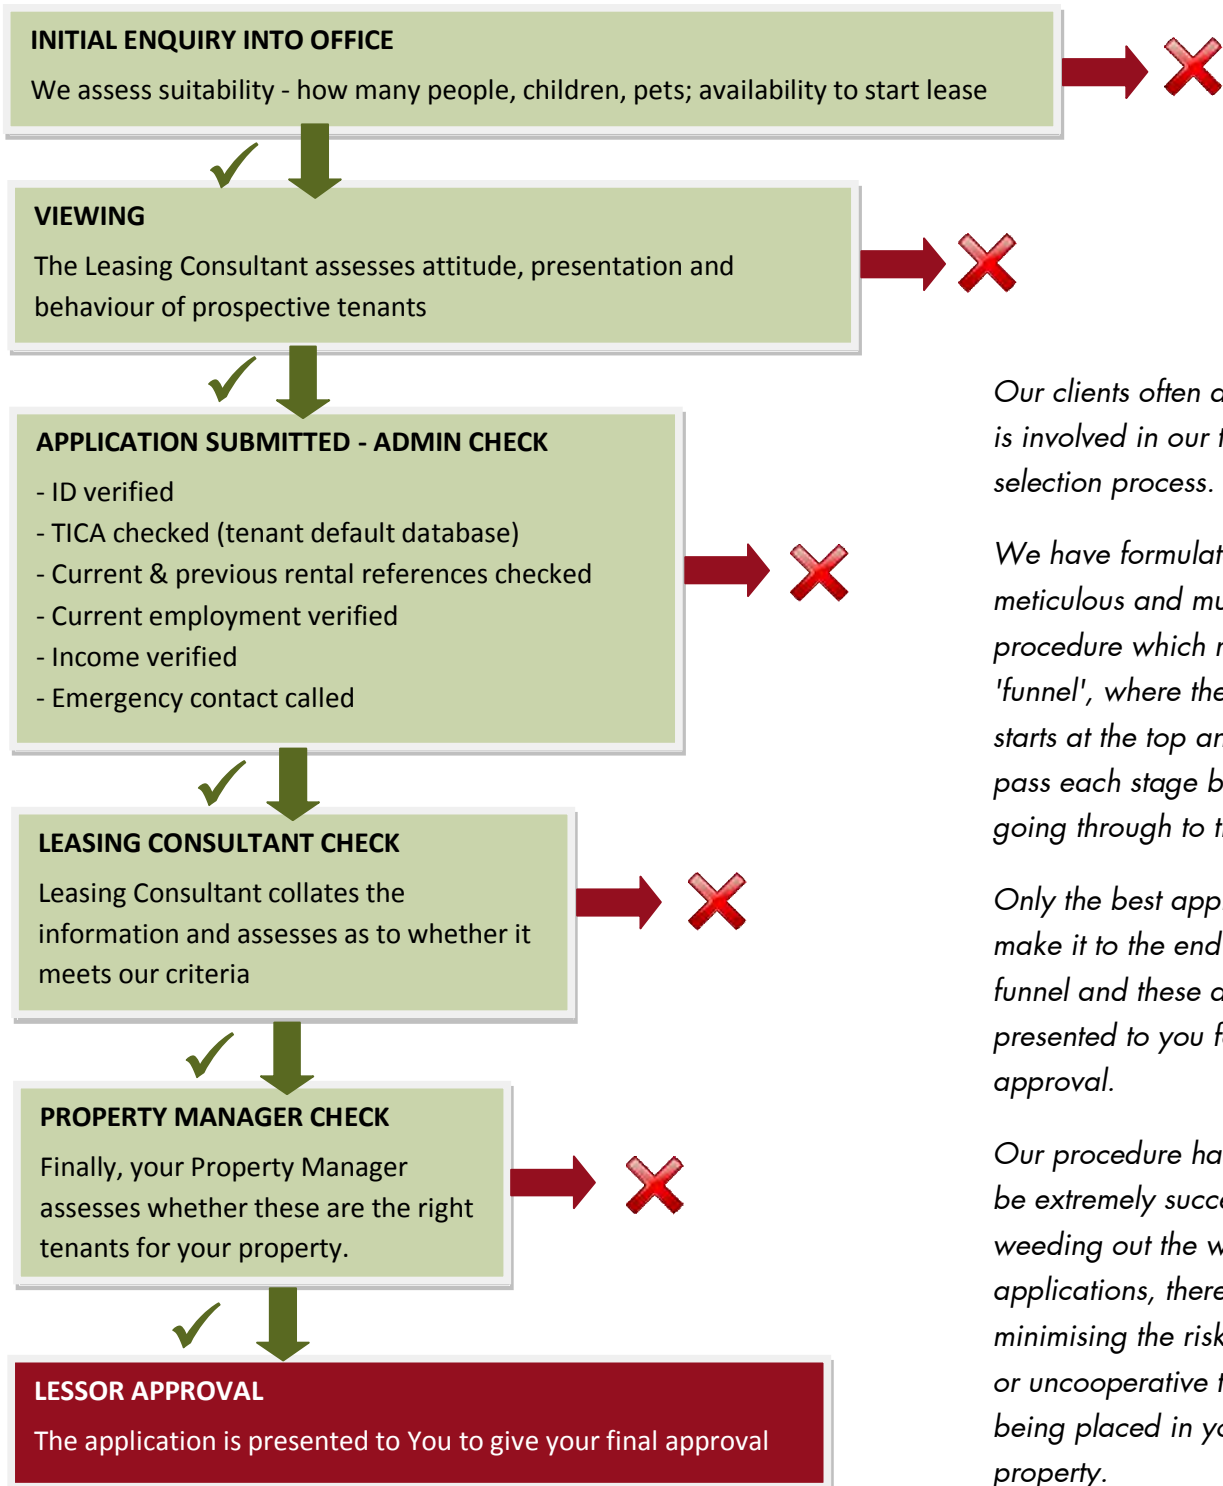 INITIAL ENQUIRY INTO OFFICE
We assess suitability - how many people, children, pets; availability to start lease
VIEWING
The Leasing Consultant assesses attitude, presentation and
behaviour of prospective tenants
APPLICATION SUBMITTED - ADMIN CHECK
- ID verified
- TICA checked (tenant default database)
- Current & previous rental references checked
- Current employment verified
- Income verified
- Emergency contact called
LEASING CONSULTANT CHECK
Leasing Consultant collates the
information and assesses as to whether it
meets our criteria
PROPERTY MANAGER CHECK
Finally, your Property Manager
assesses whether these are the right
tenants for your property.
LESSOR APPROVAL
The application is presented to You to give your final approval
Our clients often
is involved in our
selection process.
We have
meticulous and
procedure which
'funnel', where the
starts at the top
pass each stage
going through to
Only the best
make it to the end
funnel and these
presented to you
approval.
Our procedure
be extremely
weeding out the
applications,
minimising the risk
or uncooperative
being placed in
property.